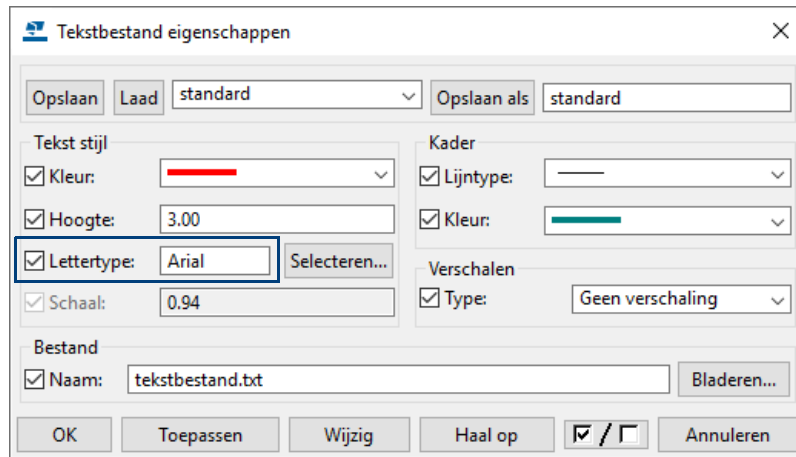 Tekstbestand eigenschappen
Opslaan Laad standard Opslaan als standard
Tekst stijl
Kleur:
Hoogte: 3.00
Lettertype: Arial Selecteren...
Schaal: 0.94
Kader
Lijntype:
Kleur:
Verschalen
Type: Geen verschaling
Bestand
Naam: tekstbestand.txt Bladeren...
OK Toepassen Wijzig Haal op / Annuleren